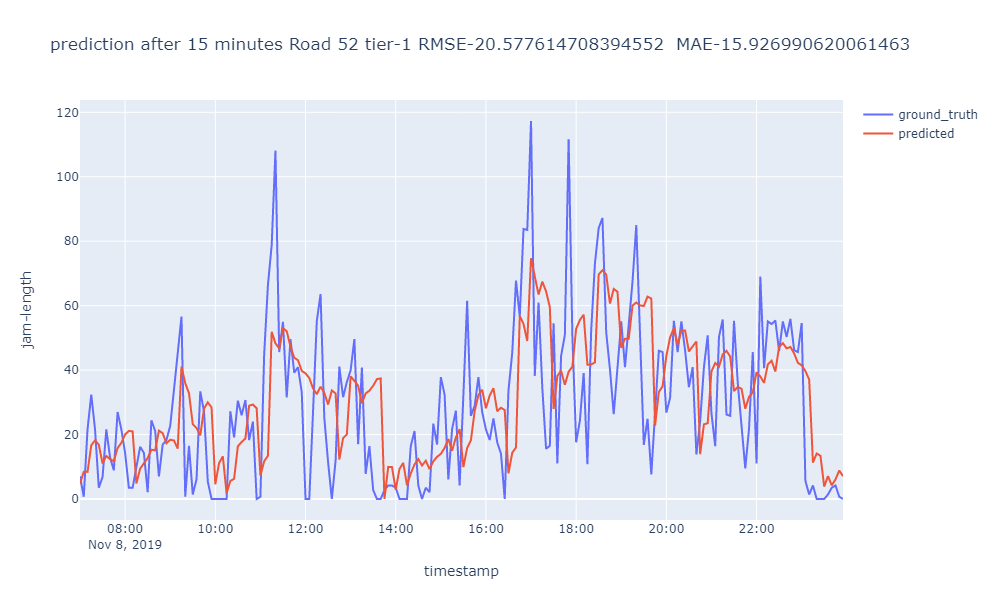 prediction after 15 minutes Road 52 tier-1 RMSE-20.577614708394552  MAE-15.926990620061463
ground_truth
predicted
jam-length
120
100
80
60
40
20
0
08:00 10:00 12:00 14:00 16:00 18:00 20:00 22:00
Nov 8, 2019
timestamp